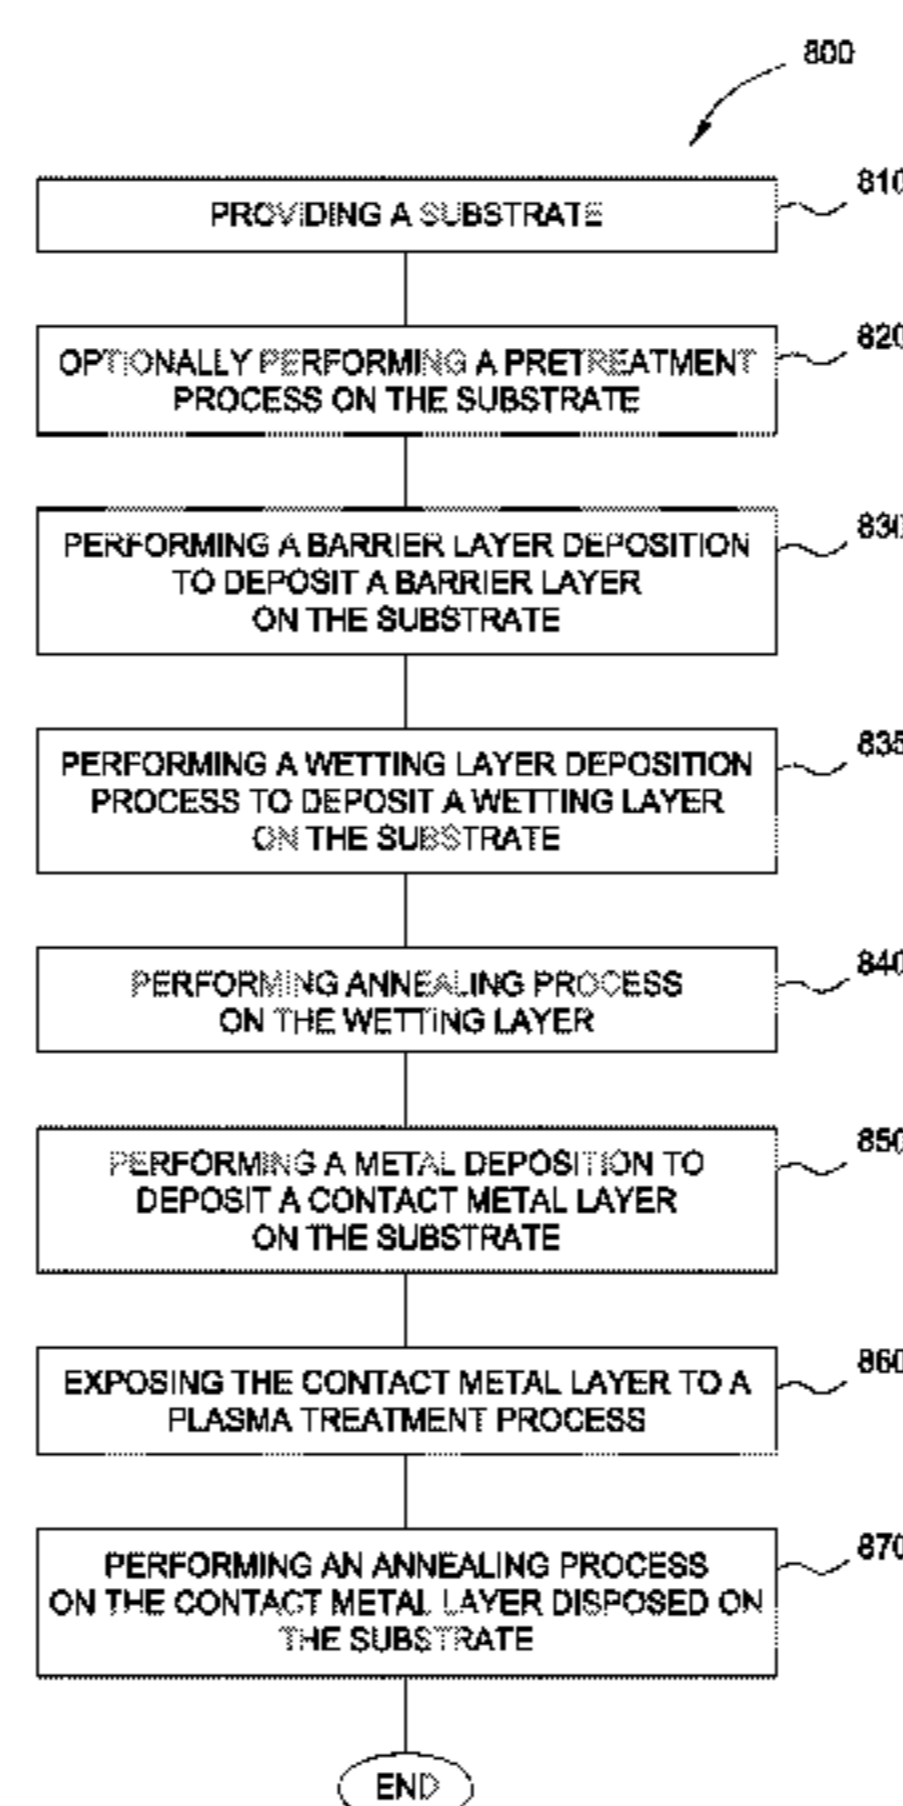 800
PROVIDING A SUBSTRATE
810
OPTIONALLY PERFORMING A PRETREATMENT
PROCESS ON THE SUBSTRATE
820
PERFORMING A BARRIER LAYER DEPOSITION
TO DEPOSIT A BARRIER LAYER
ON THE SUBSTRATE
830
PERFORMING A WETTING LAYER DEPOSITION
PROCESS TO DEPOSIT A WETTING LAYER
ON THE SUBSTRATE
835
PERFORMING ANNEALING PROCESS
ON THE WETTING LAYER
840
PERFORMING A METAL DEPOSITION TO
DEPOSIT A CONTACT METAL LAYER
ON THE SUBSTRATE
850
EXPOSING THE CONTACT METAL LAYER TO A
PLASMA TREATMENT PROCESS
860
PERFORMING AN ANNEALING PROCESS
ON THE CONTACT METAL LAYER DISPOSED ON
THE SUBSTRATE
870
END